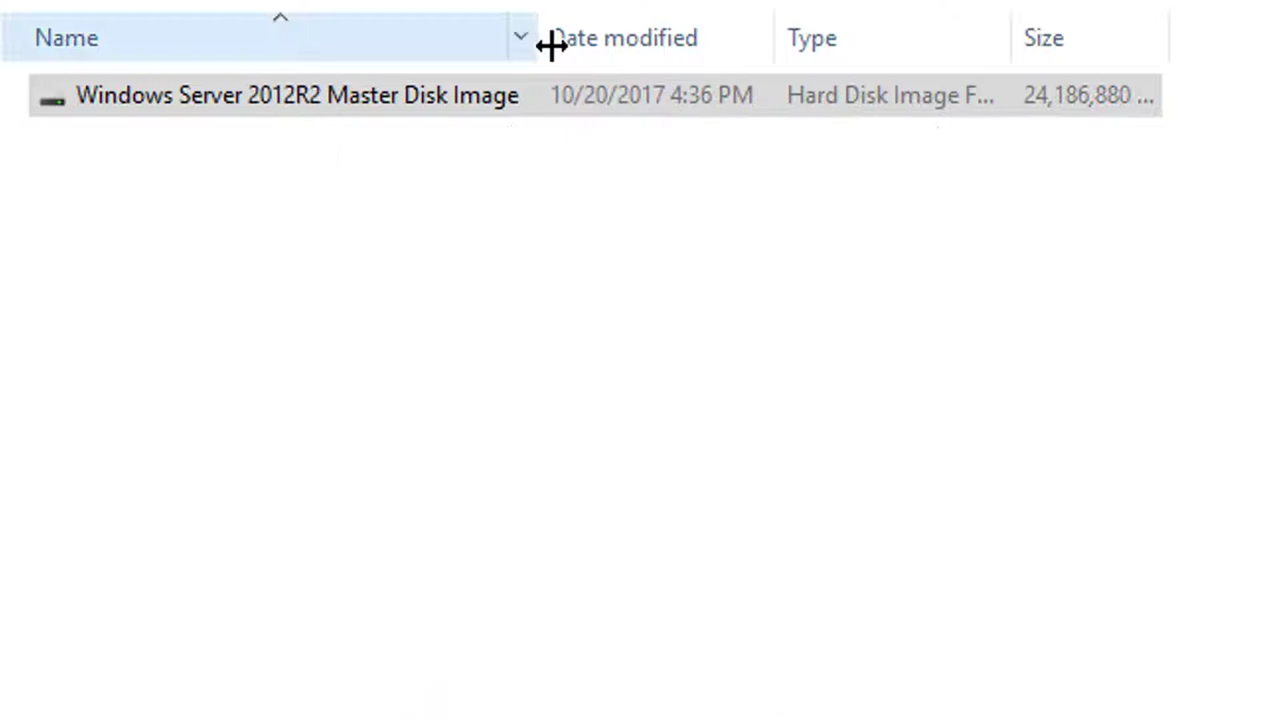 Name Date modified Type Size
Windows Server 2012R2 Master Disk Image 10/20/2017 4:36 PM Hard Disk Image F... 24,186,880 ...